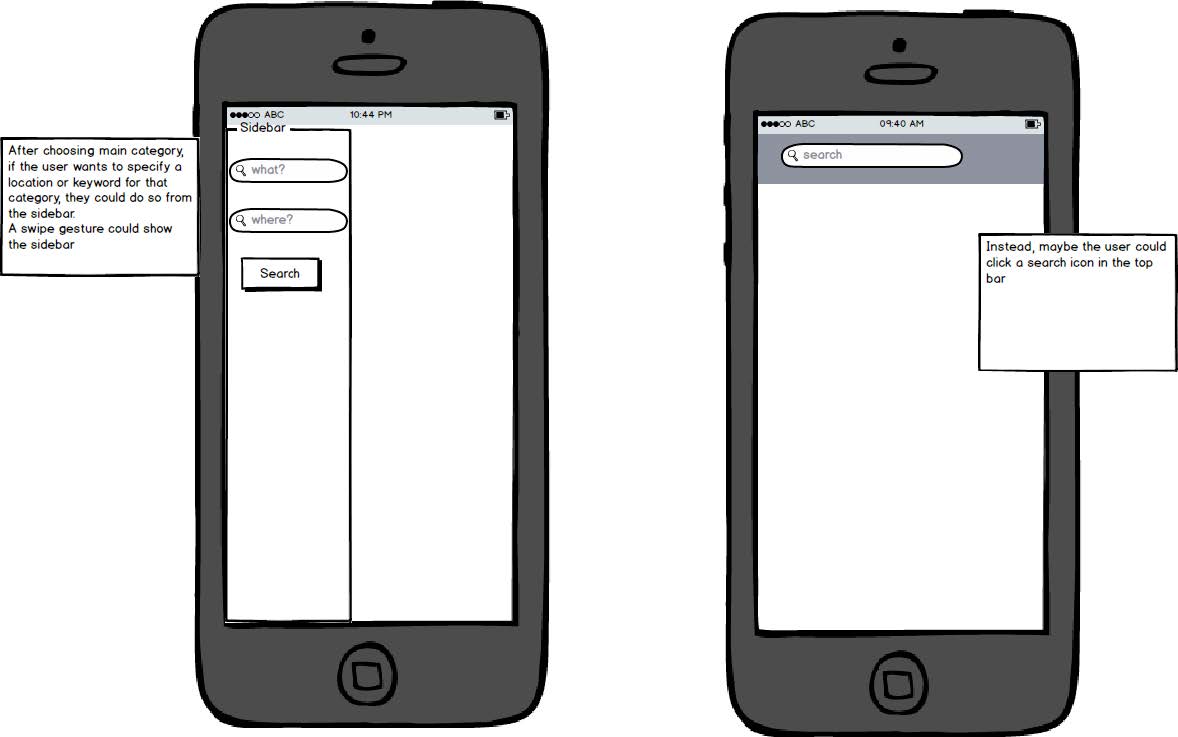 ABC 10:44 PM
Sidebar
After choosing main category,
if the user wants to specify a
location or keyword for that
category, they could do so from
the sidebar.
A swipe gesture could show
the sidebar
what?
where?
Search
ABC 09:40 AM
search
Instead, maybe the user could
click a search icon in the top
bar